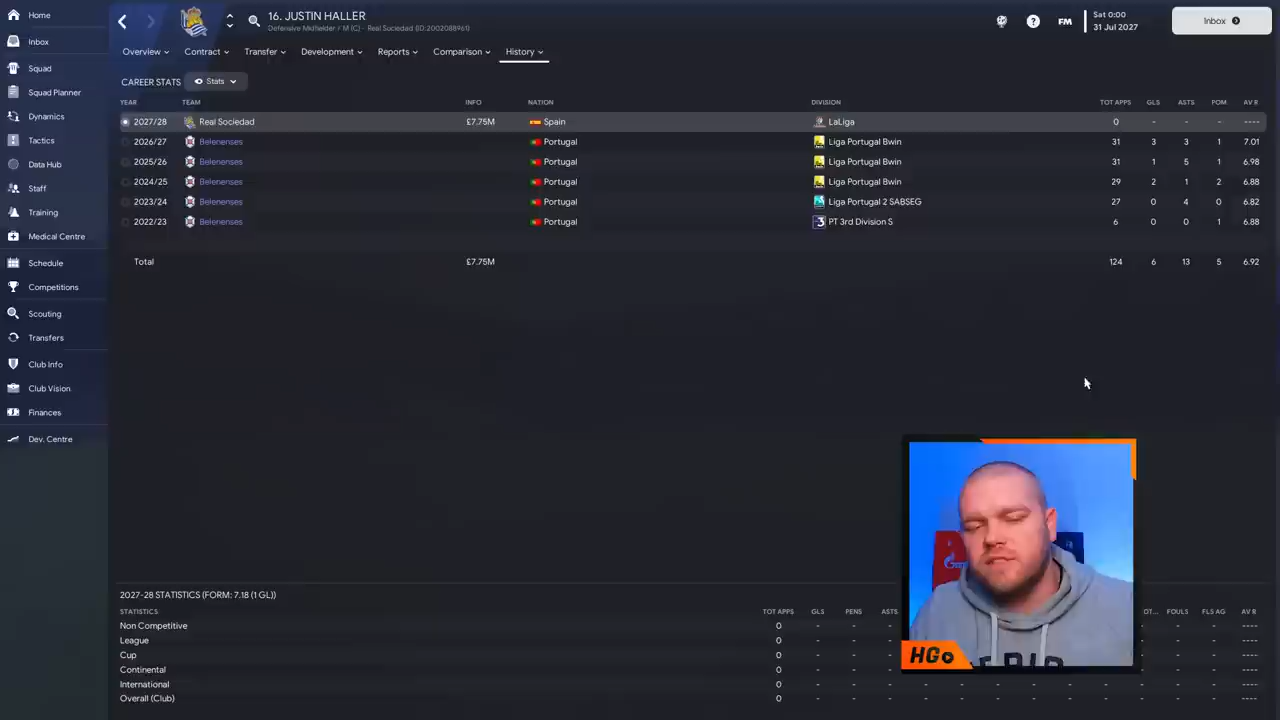 Home
Inbox
Squad
Squad Planner
Dynamics
Tactics
Data Hub
Staff
Training
Medical Centre
Schedule
Competitions
Scouting
Transfers
Club Info
Club Vision
Finances
Dev. Centre
16. JUSTIN HALLER
Defensive Midfielder / M (C) - Real Sociedad (ID:2002088961)
FM
Sat 0:00
31 Jul 2027
Inbox
Overview Contract Transfer Development Reports Comparison History
CAREER STATS Stats
YEAR TEAM INFO NATION DIVISION TOT APPS GLS ASTS POM AV R
2027/28 Real Sociedad £7.75M Spain LaLiga 0 - - - ----
2026/27 Belenenses Portugal Liga Portugal Bwin 31 3 3 1 7.01
2025/26 Belenenses Portugal Liga Portugal Bwin 31 1 5 1 6.98
2024/25 Belenenses Portugal Liga Portugal Bwin 29 2 1 2 6.88
2023/24 Belenenses Portugal Liga Portugal 2 SABSEG 27 0 4 0 6.82
2022/23 Belenenses Portugal 3 PT 3rd Division S 6 0 0 1 6.88
Total £7.75M 124 6 13 5 6.92
2027-28 STATISTICS (FORM: 7.18 (1 GL))
STATISTICS TOT APPS GLS PENS ASTS OT... FOULS FLS AG AV R
Non Competitive 0 - - - - - - ----
League 0 - - - - - - ----
Cup 0 - - - - - - ----
Continental 0 - - - - - - ----
International 0 - - - - - - - - - - ----
Overall (Club) 0 - - - - - - - - - - ----
HGo